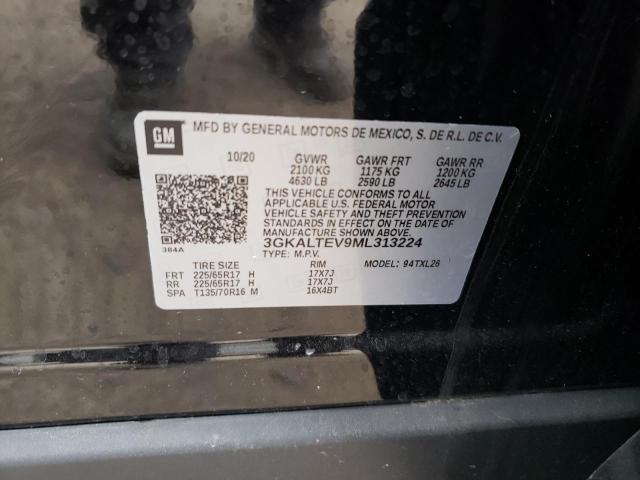 GM MFD BY GENERAL MOTORS DE MEXICO, S. DE R.L. DE C.V.
10/20 GVWR GAWR FRT GAWR RR
2100 KG 1175 KG 1200 KG
4630 LB 2590 LB 2645 LB
THIS VEHICLE CONFORMS TO ALL
APPLICABLE U.S. FEDERAL MOTOR
VEHICLE SAFETY AND THEFT PREVENTION
STANDARDS IN EFFECT ON THE DATE OF
MANUFACTURE SHOWN ABOVE.
384A
3GKALTEV9ML313224
TYPE: M.P.V.
TIRE SIZE RIM MODEL: 94TXL26
FRT 225/65R17 H 17X7J
RR 225/65R17 H 17X7J
SPA T135/70R16 M 16X4BT